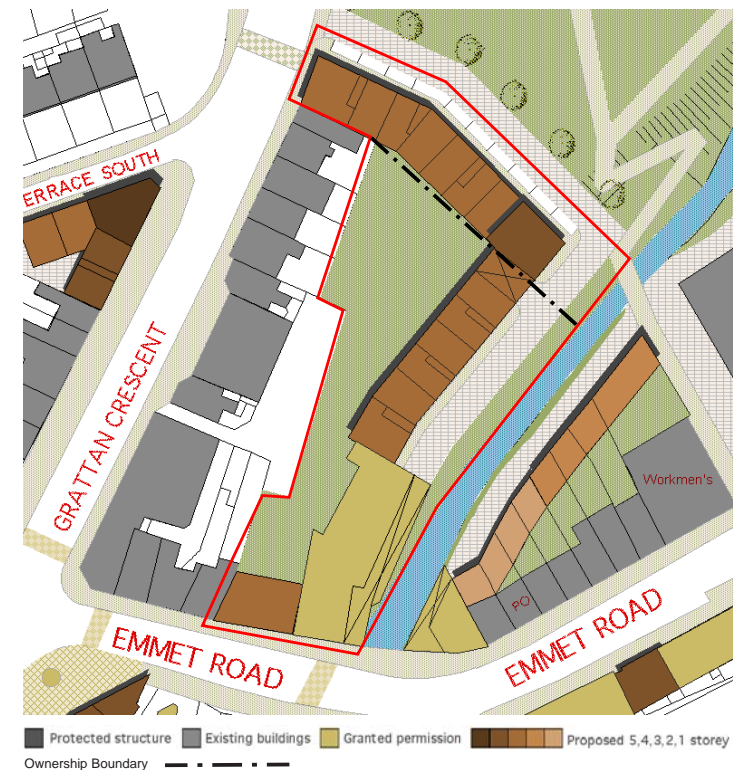 ERRACE SOUTH
GRATTAN CRESCENT
Workmen's
PO
EMMET ROAD
EMMET ROAD
Protected structure Existing buildings Granted permission Proposed 5,4,3,2,1 storey
Ownership Boundary